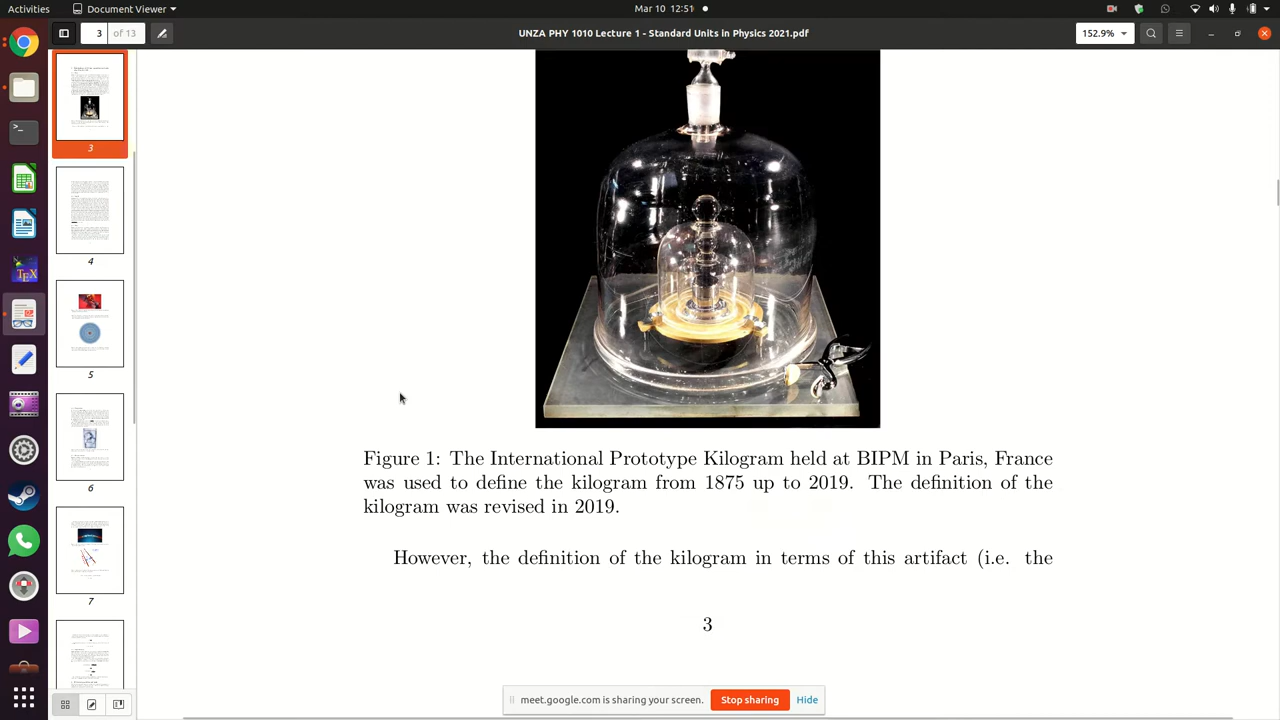 Activities
Document Viewer
Mar 10 12:51
3 of 13
UNZA PHY 1010 Lecture 1 - Standard Units in Physics 2021.pdf
152.9%
3
4
5
6
7
Figure 1: The International Prototype Kilogram held at BIPM in Paris, France
was used to define the kilogram from 1875 up to 2019. The definition of the
kilogram was revised in 2019.
However, the definition of the kilogram in terms of this artifact (i.e. the
3
meet.google.com is sharing your screen.
Stop sharing
Hide